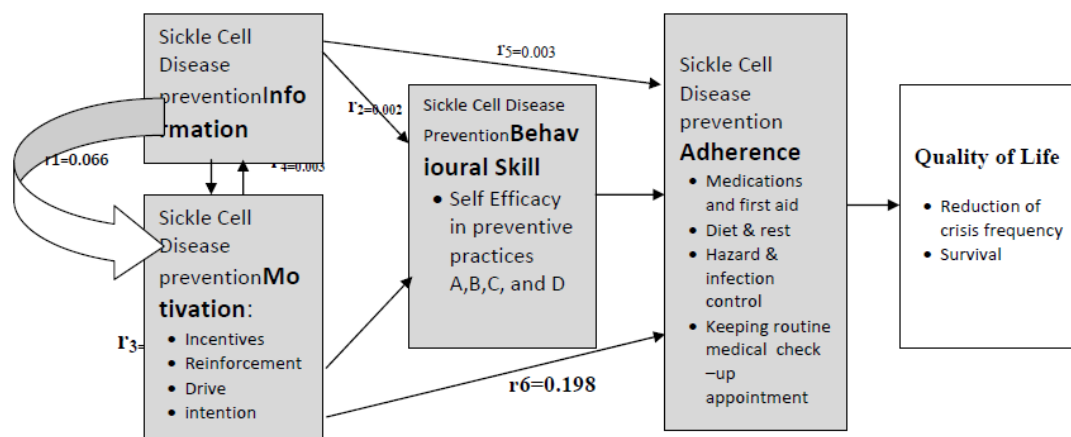 Sickle Cell
Disease
preventionInfo
rmation
r1=0.066
r4=0.003
Sickle Cell
Disease
preventionMo
tivation:
• Incentives
• Reinforcement
• Drive
• intention
r3=
r5=0.003
r2=0.002
Sickle Cell Disease
PreventionBehav
ioural Skill
• Self Efficacy
in preventive
practices
A,B,C, and D
r6=0.198
Sickle Cell
Disease
prevention
Adherence
• Medications
and first aid
• Diet & rest
• Hazard &
infection
control
• Keeping routine
medical check
–up
appointment
Quality of Life
• Reduction of
crisis frequency
• Survival